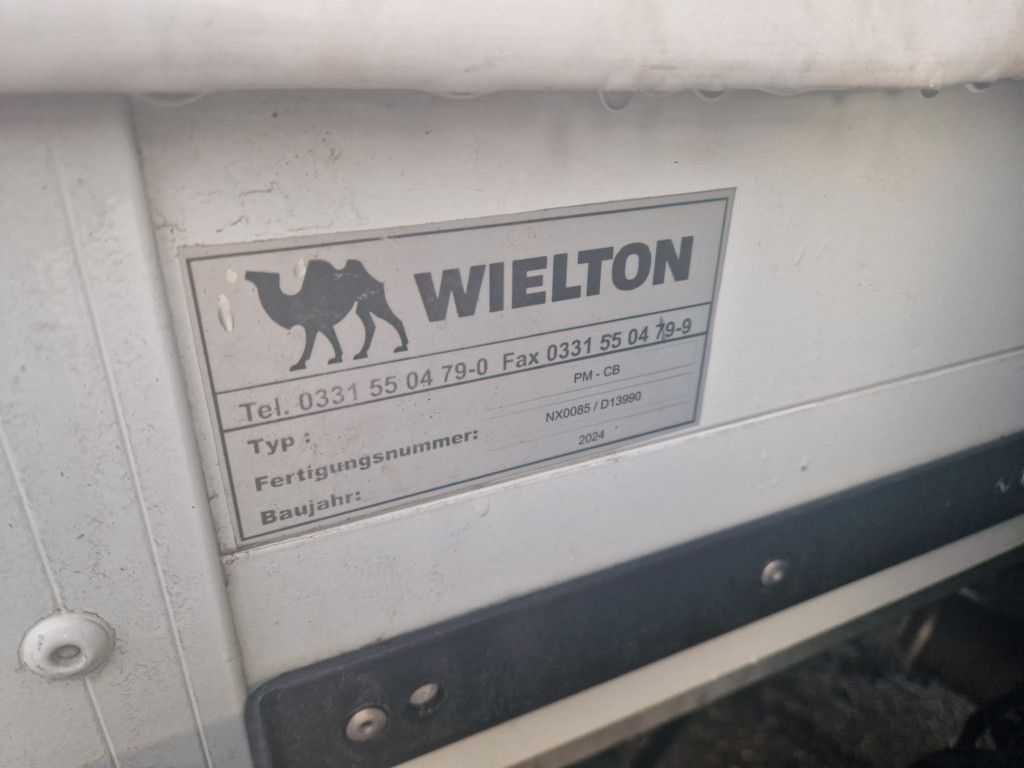 WIELTON
Tel. 0331 55 04 79-0 Fax 0331 55 04 79-9
Typ : PM - CB
Fertigungsnummer: NX0085 / D13990
Baujahr: 2024